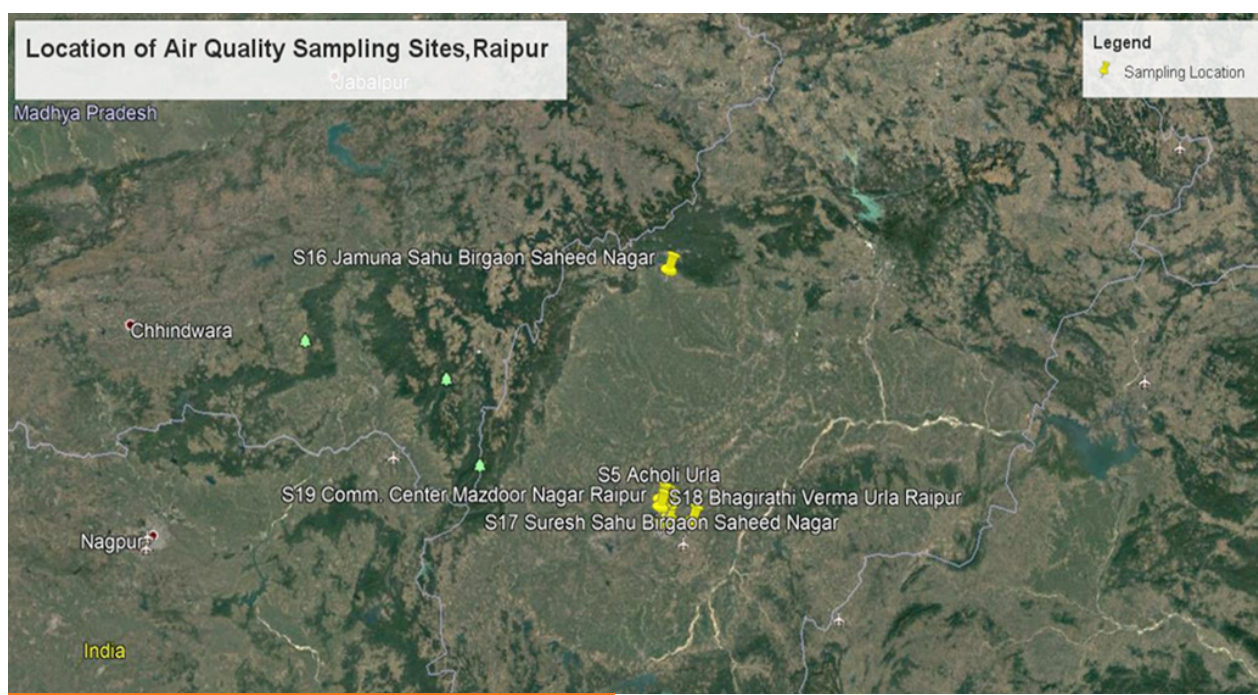 Location of Air Quality Sampling Sites,Raipur
Legend
Sampling Location
Jabalpur
Madhya Pradesh
S16 Jamuna Sahu Birgaon Saheed Nagar
Chhindwara
S5 Acholi Urla
S19 Comm. Center Mazdoor Nagar Raipur
S18 Bhagirathi Verma Urla Raipur
S17 Suresh Sahu Birgaon Saheed Nagar
Nagpur
India